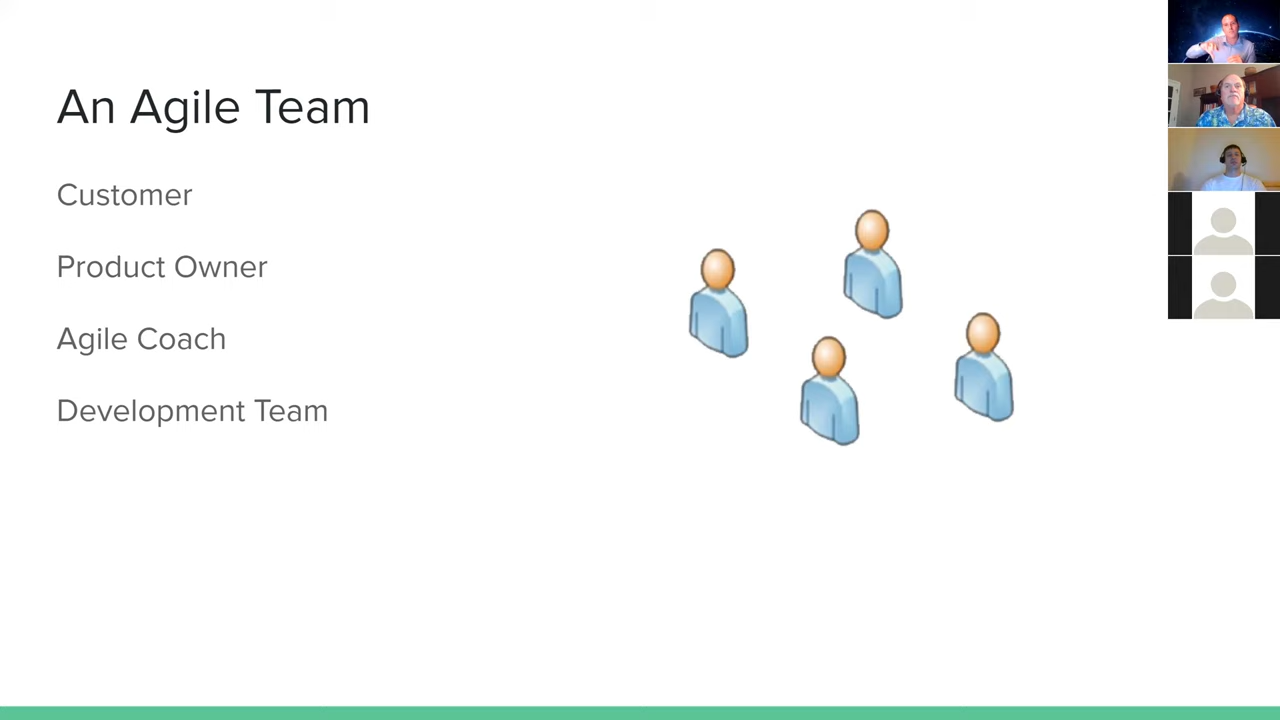 An Agile Team
Customer
Product Owner
Agile Coach
Development Team